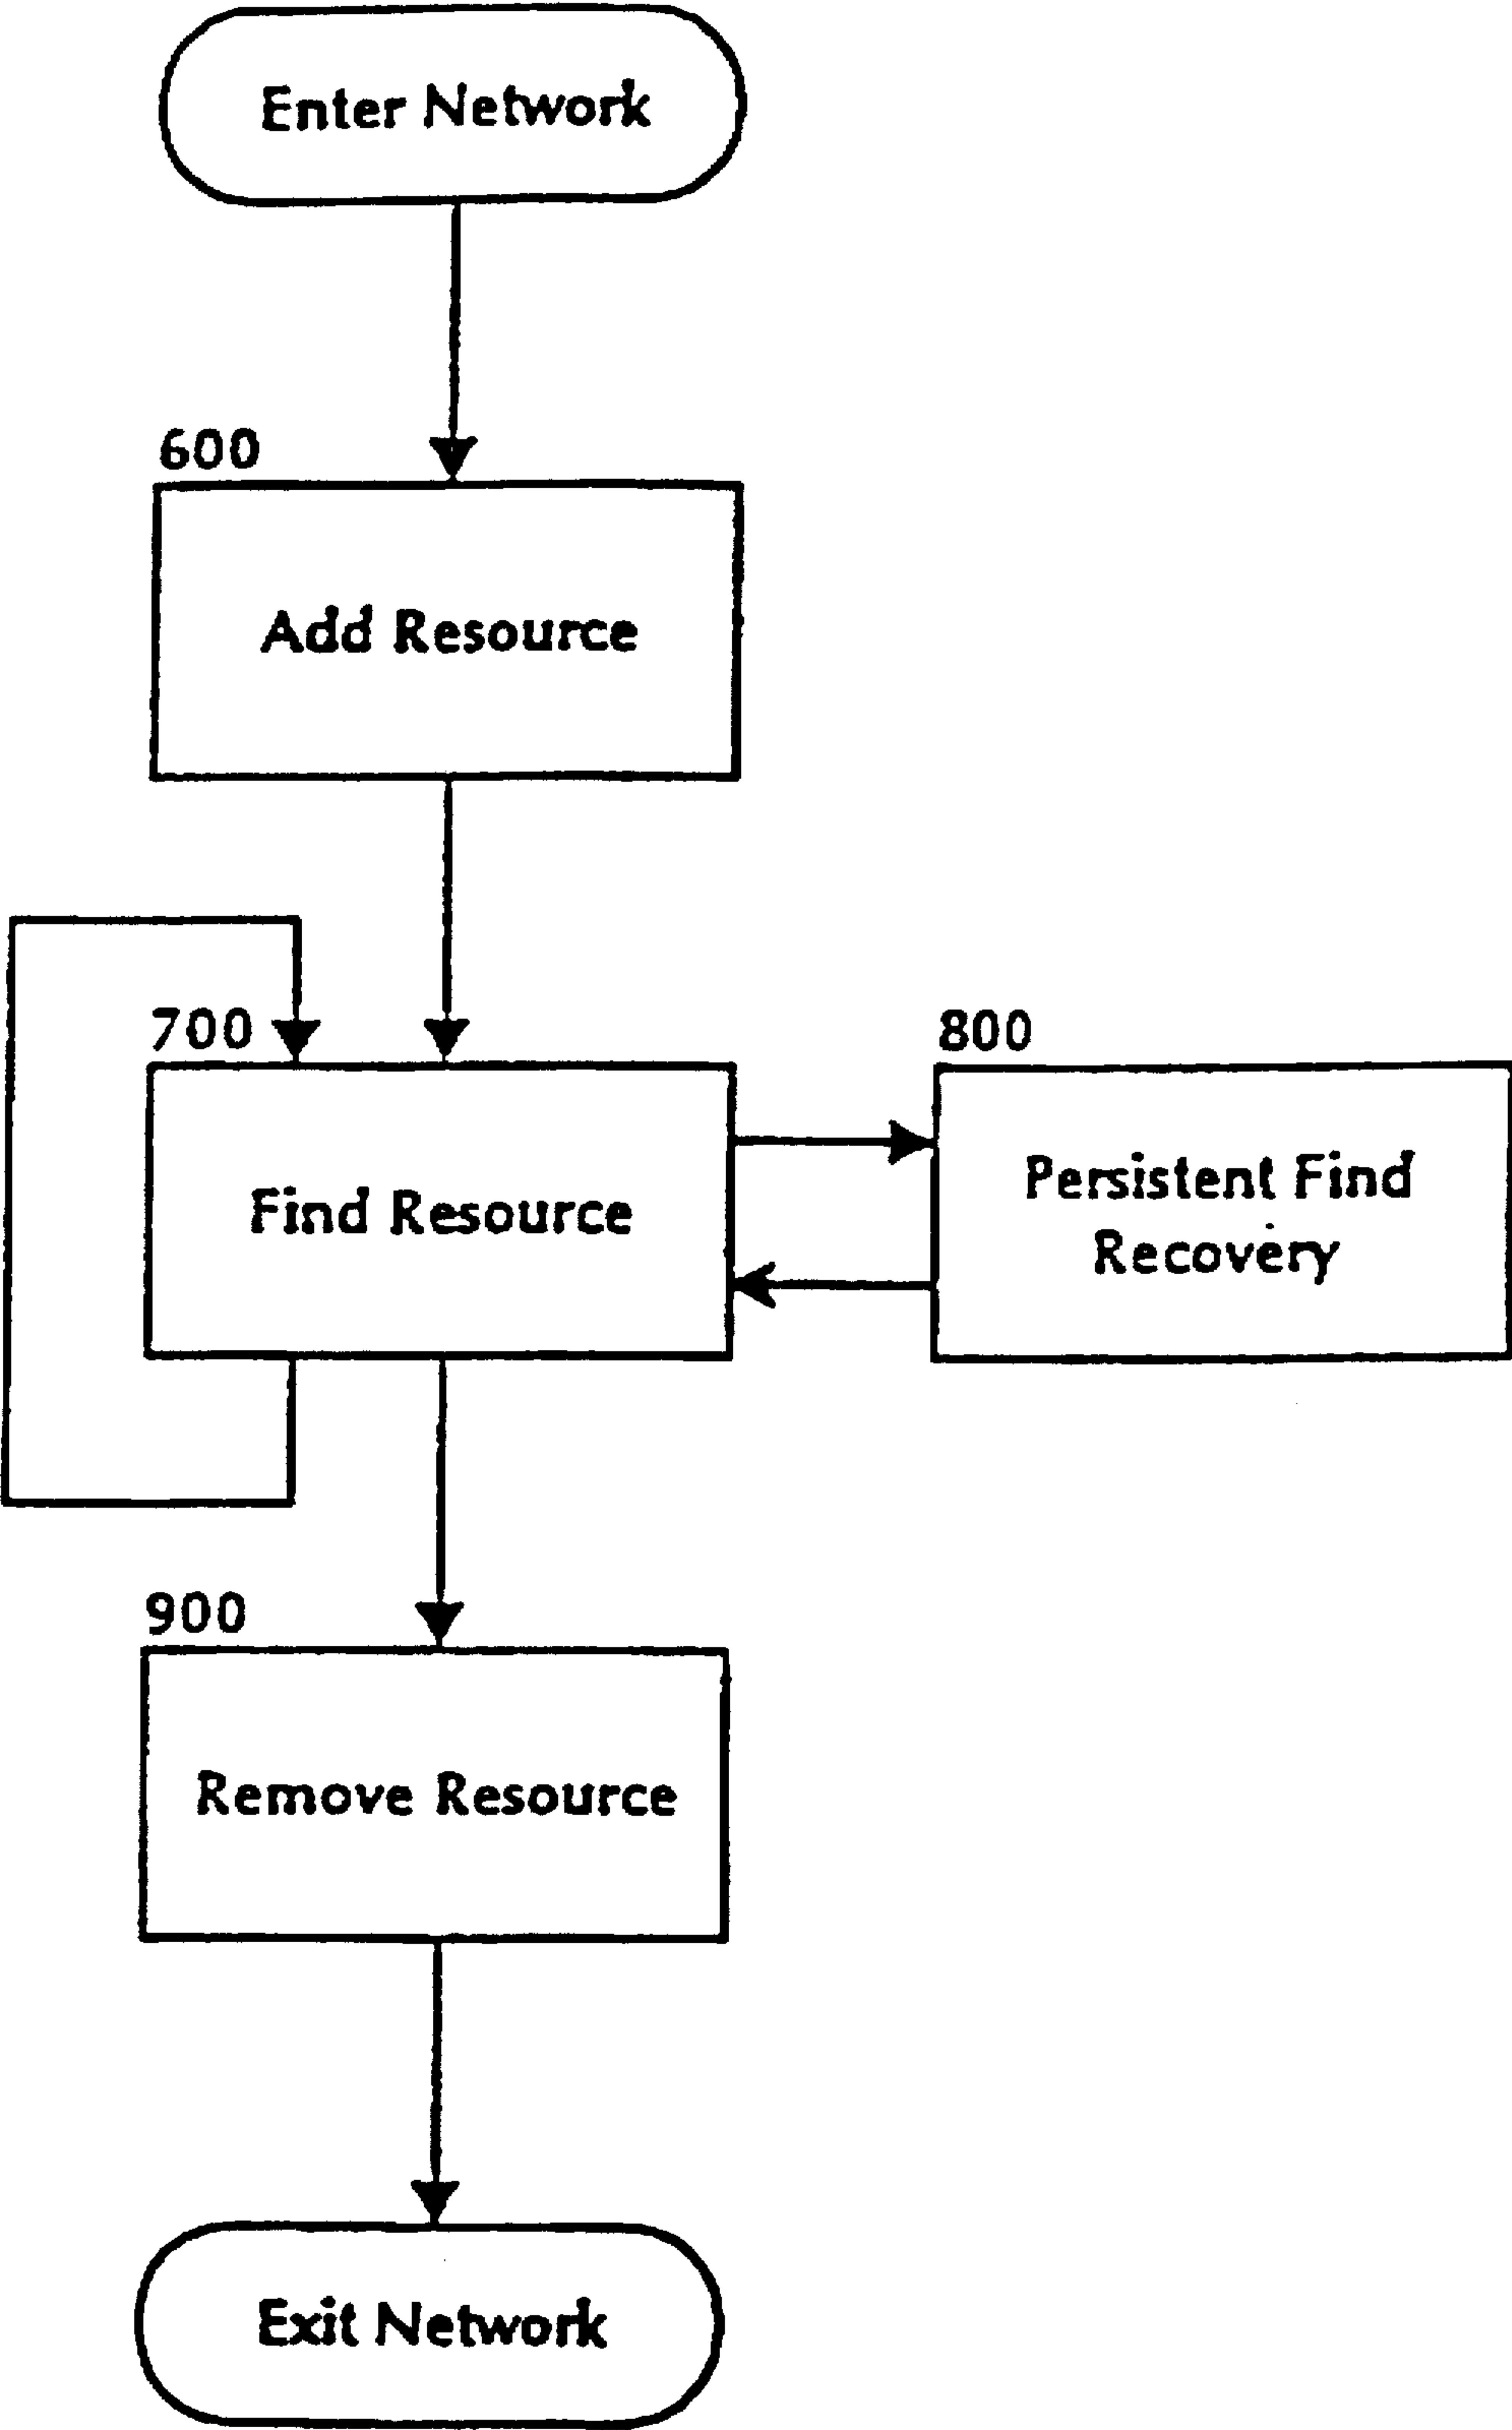 Enter Network
600
Add Resource
700
Find Resource
800
Persistent Find
Recovery
900
Remove Resource
Exit Network